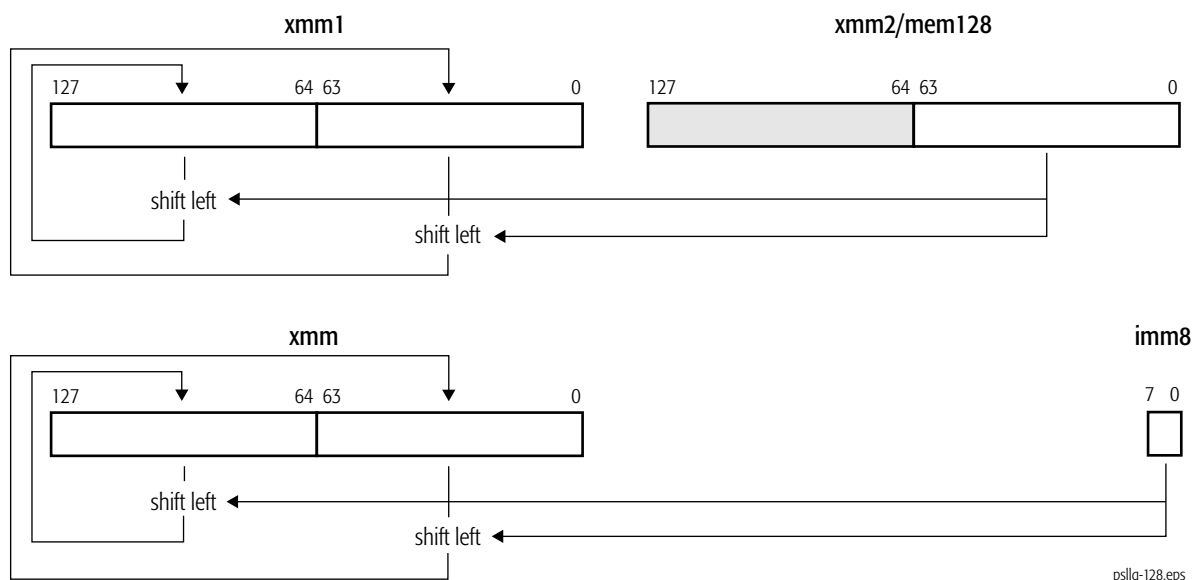 xmm1 xmm2/mem128
127 64 63 0 127 64 63 0
shift left
shift left
xmm imm8
127 64 63 0 7 0
shift left
shift left
psllq-128.eps